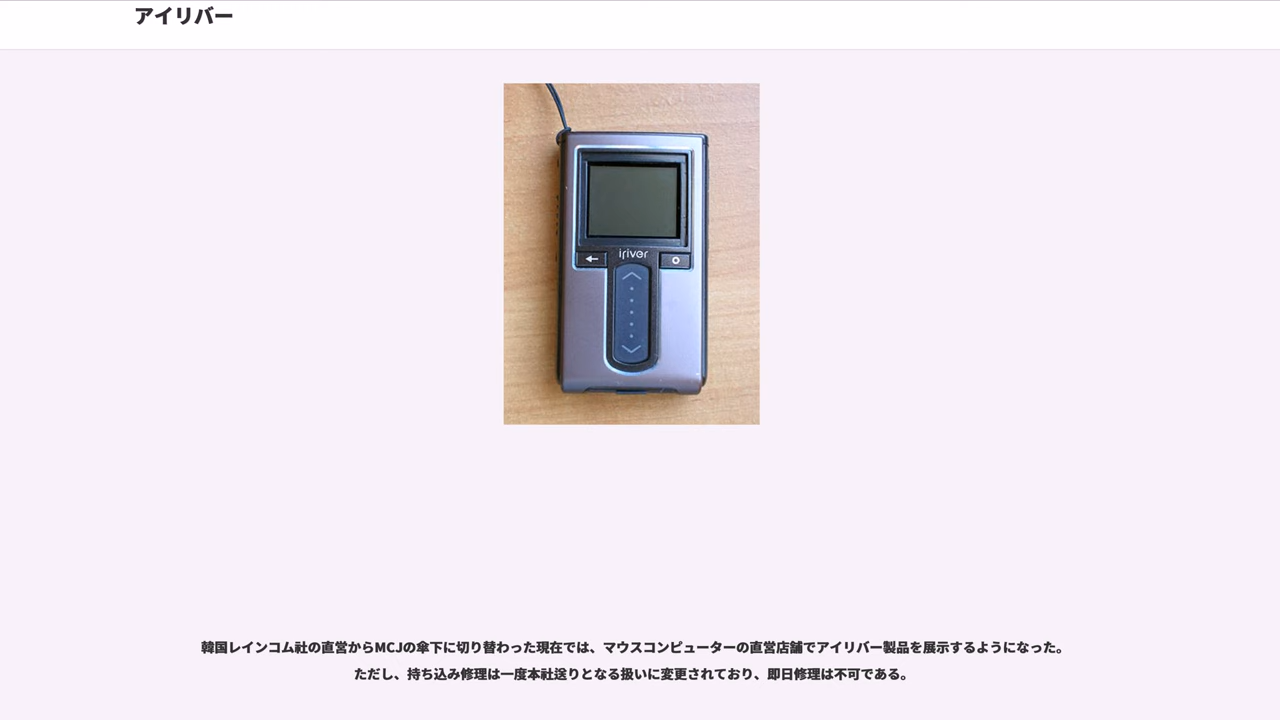 アイリバー
iriver
韓国レインコム社の直営からMCJの傘下に切り替わった現在では、マウスコンピューターの直営店舗でアイリバー製品を展示するようになった。
ただし、持ち込み修理は一度本社送りとなる扱いに変更されており、即日修理は不可である。